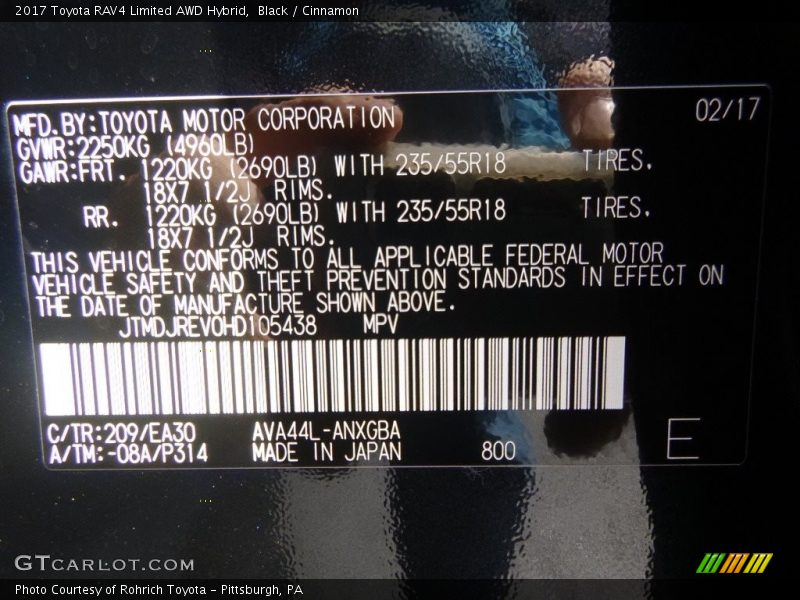 2017 Toyota RAV4 Limited AWD Hybrid, Black / Cinnamon
02/17
MFD.BY:TOYOTA MOTOR CORPORATION
GVWR:2250KG (4960LB)
GAWR:FRT. 1220KG (2690LB) WITH 235/55R18 TIRES.
18X7 1/2J RIMS.
RR. 1220KG (2690LB) WITH 235/55R18 TIRES.
18X7 1/2J RIMS.
THIS VEHICLE CONFORMS TO ALL APPLICABLE FEDERAL MOTOR
VEHICLE SAFETY AND THEFT PREVENTION STANDARDS IN EFFECT ON
THE DATE OF MANUFACTURE SHOWN ABOVE.
JTMDJREV0HD105438 MPV
C/TR:209/EA30 AVA44L-ANXGBA
A/TM:-08A/P314 MADE IN JAPAN 800 E
GTCARLOT.COM
Photo Courtesy of Rohrich Toyota - Pittsburgh, PA